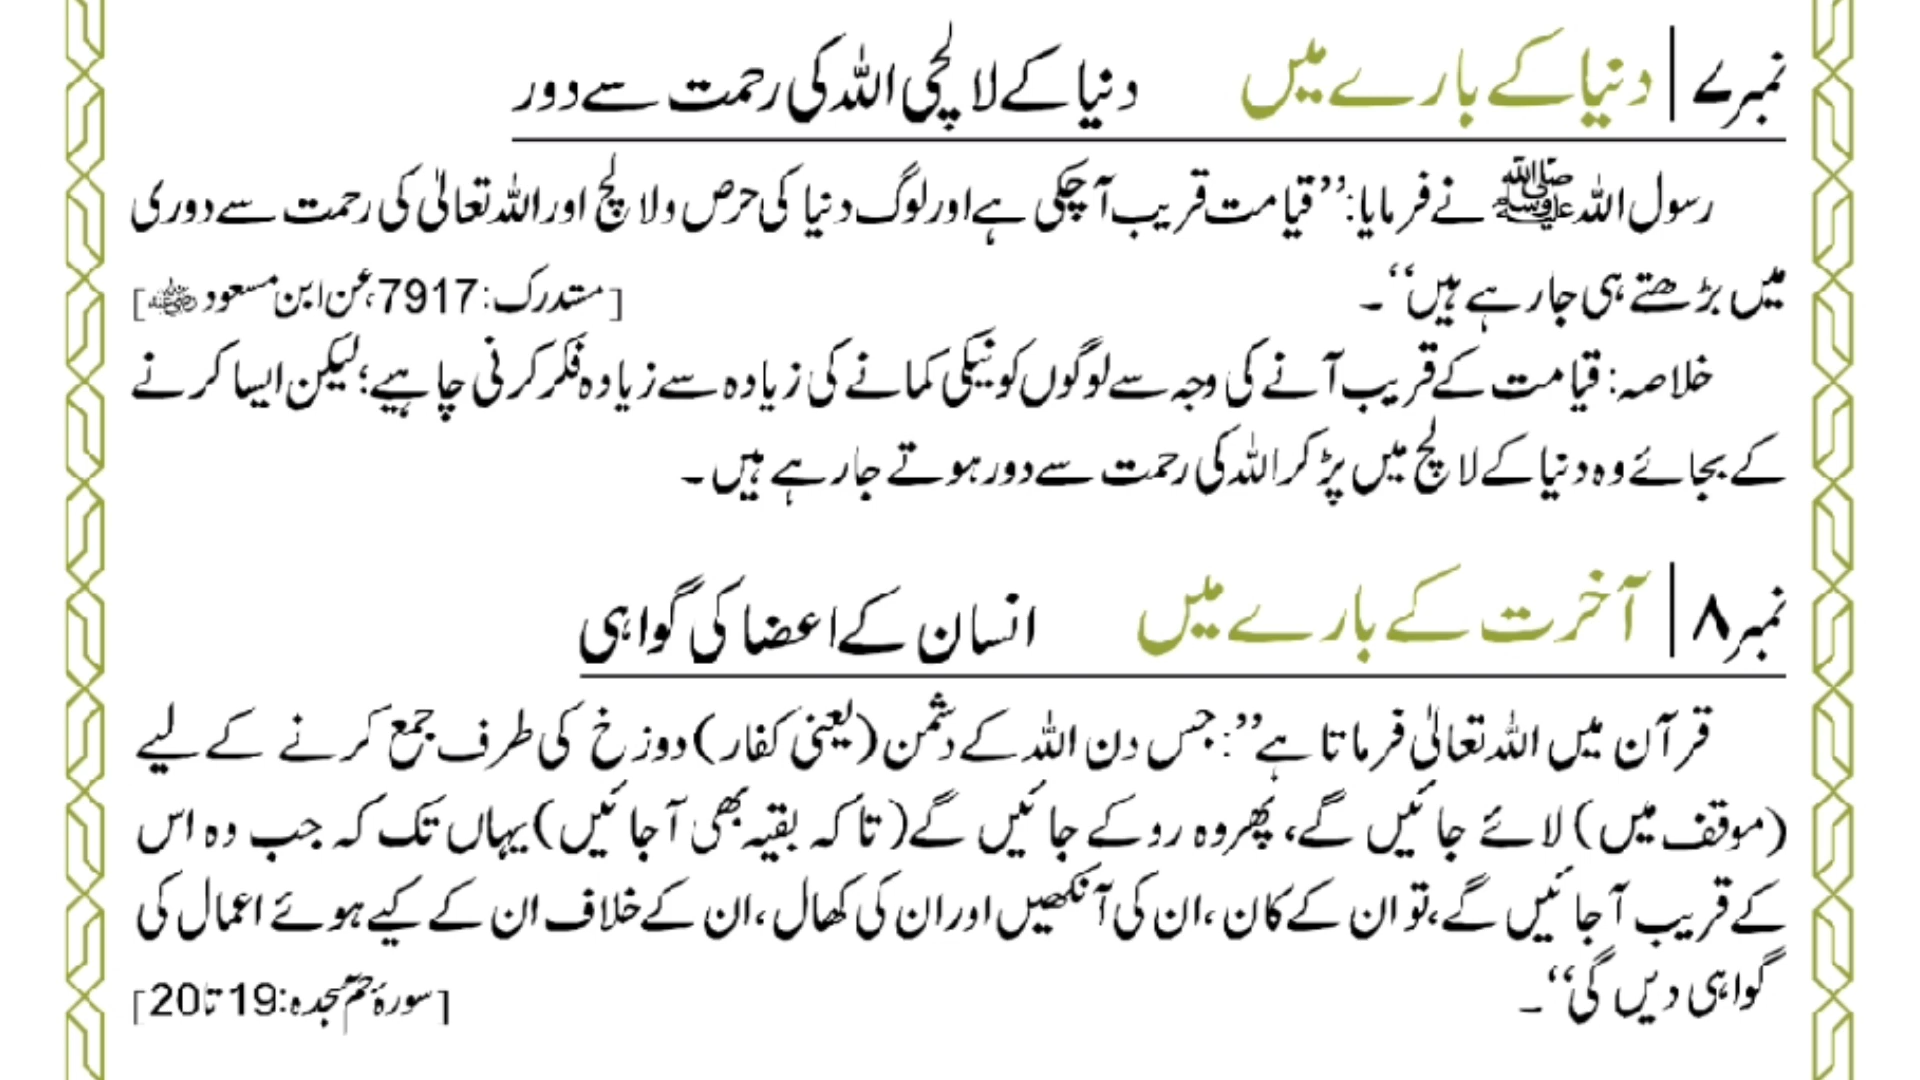 نمبر ۷ | دنیا کے بارے میں دنیا کے لالچی اللہ کی رحمت سے دور
رسول اللہ ﷺ نے فرمایا: ’’قیامت قریب آچکی ہے اور لوگ دنیا کی حرص ولالچ اور اللہ تعالیٰ کی رحمت سے دوری
میں بڑھتے ہی جارہے ہیں‘‘۔ [مستدرک: 7917، عن ابن مسعود ؓ]
خلاصہ: قیامت کے قریب آنے کی وجہ سے لوگوں کو نیکی کمانے کی زیادہ سے زیادہ فکر کرنی چاہیے؛ لیکن ایسا کرنے
کے بجائے وہ دنیا کے لالچ میں پڑ کر اللہ کی رحمت سے دور ہوتے جارہے ہیں۔
نمبر ۸ | آخرت کے بارے میں انسان کے اعضا کی گواہی
قرآن میں اللہ تعالیٰ فرماتا ہے’’: جس دن اللہ کے دشمن (یعنی کفار) دوزخ کی طرف جمع کرنے کے لیے
(موقف میں) لائے جائیں گے، پھر وہ روکے جائیں گے (تاکہ بقیہ بھی آجائیں) یہاں تک کہ جب وہ اس
کے قریب آجائیں گے، تو ان کے کان، ان کی آنکھیں اور ان کی کھال، ان کے خلاف ان کے کیے ہوئے اعمال کی
گواہی دیں گی‘‘۔ [سورۂ حٰمٓ سجدہ: 19 تا 20]